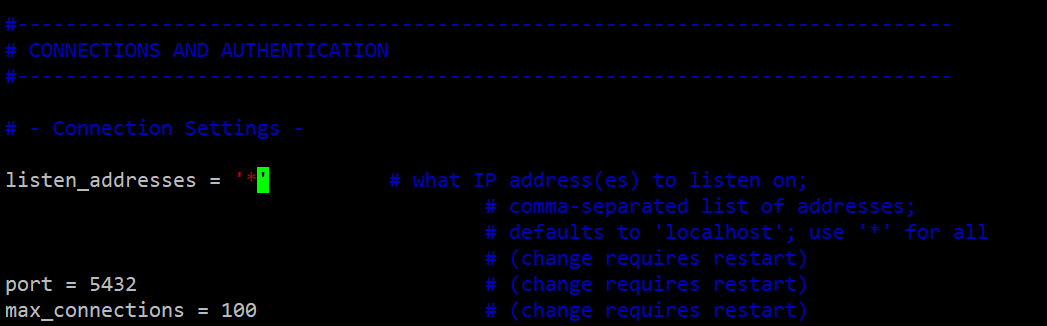 #------------------------------------------------------------------------------
# CONNECTIONS AND AUTHENTICATION
#------------------------------------------------------------------------------
# - Connection Settings -
listen_addresses = '*'          # what IP address(es) to listen on;
                                        # comma-separated list of addresses;
                                        # defaults to 'localhost'; use '*' for all
                                        # (change requires restart)
port = 5432                             # (change requires restart)
max_connections = 100                   # (change requires restart)